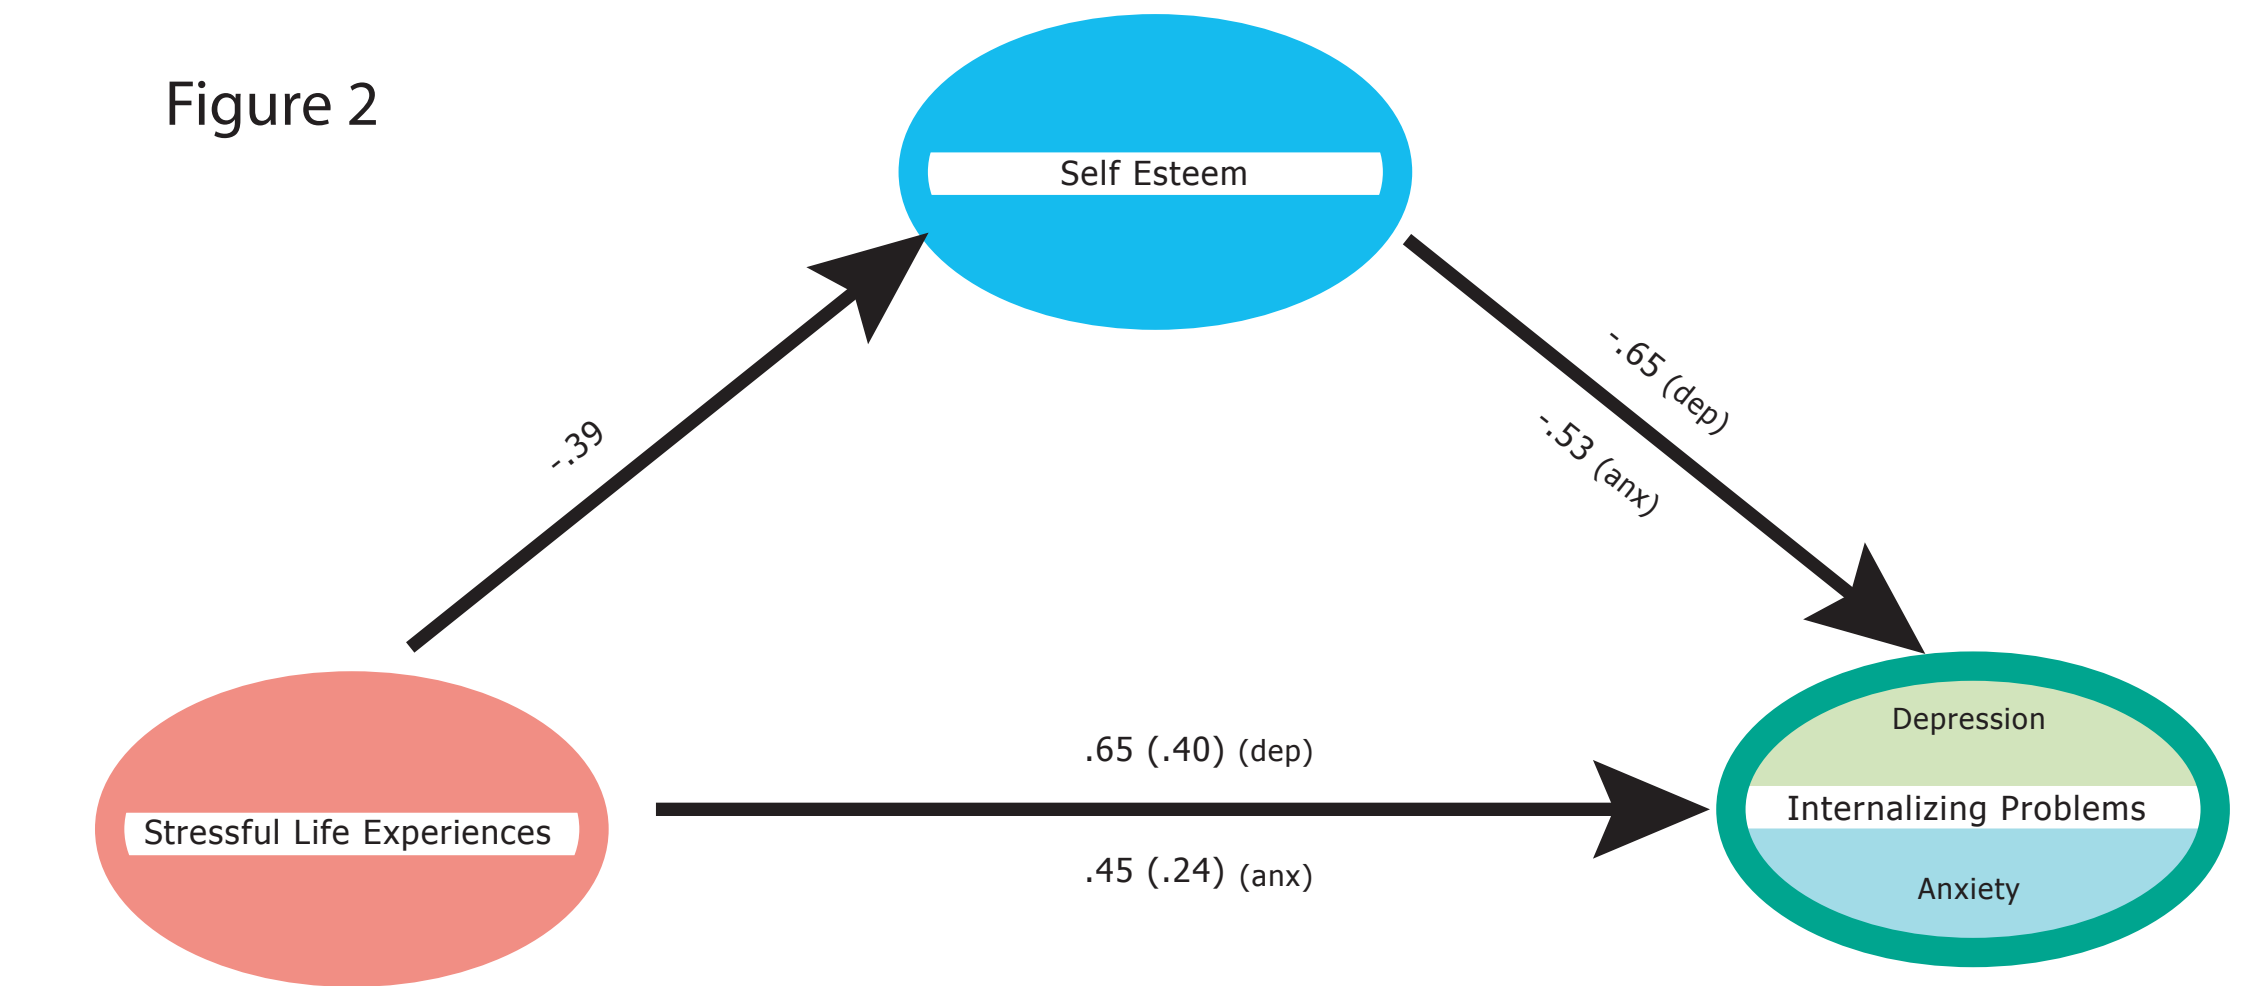 Figure 2
Self Esteem
-.39
-.65 (dep)
-.53 (anx)
Stressful Life Experiences
.65 (.40) (dep)
.45 (.24) (anx)
Depression
Internalizing Problems
Anxiety